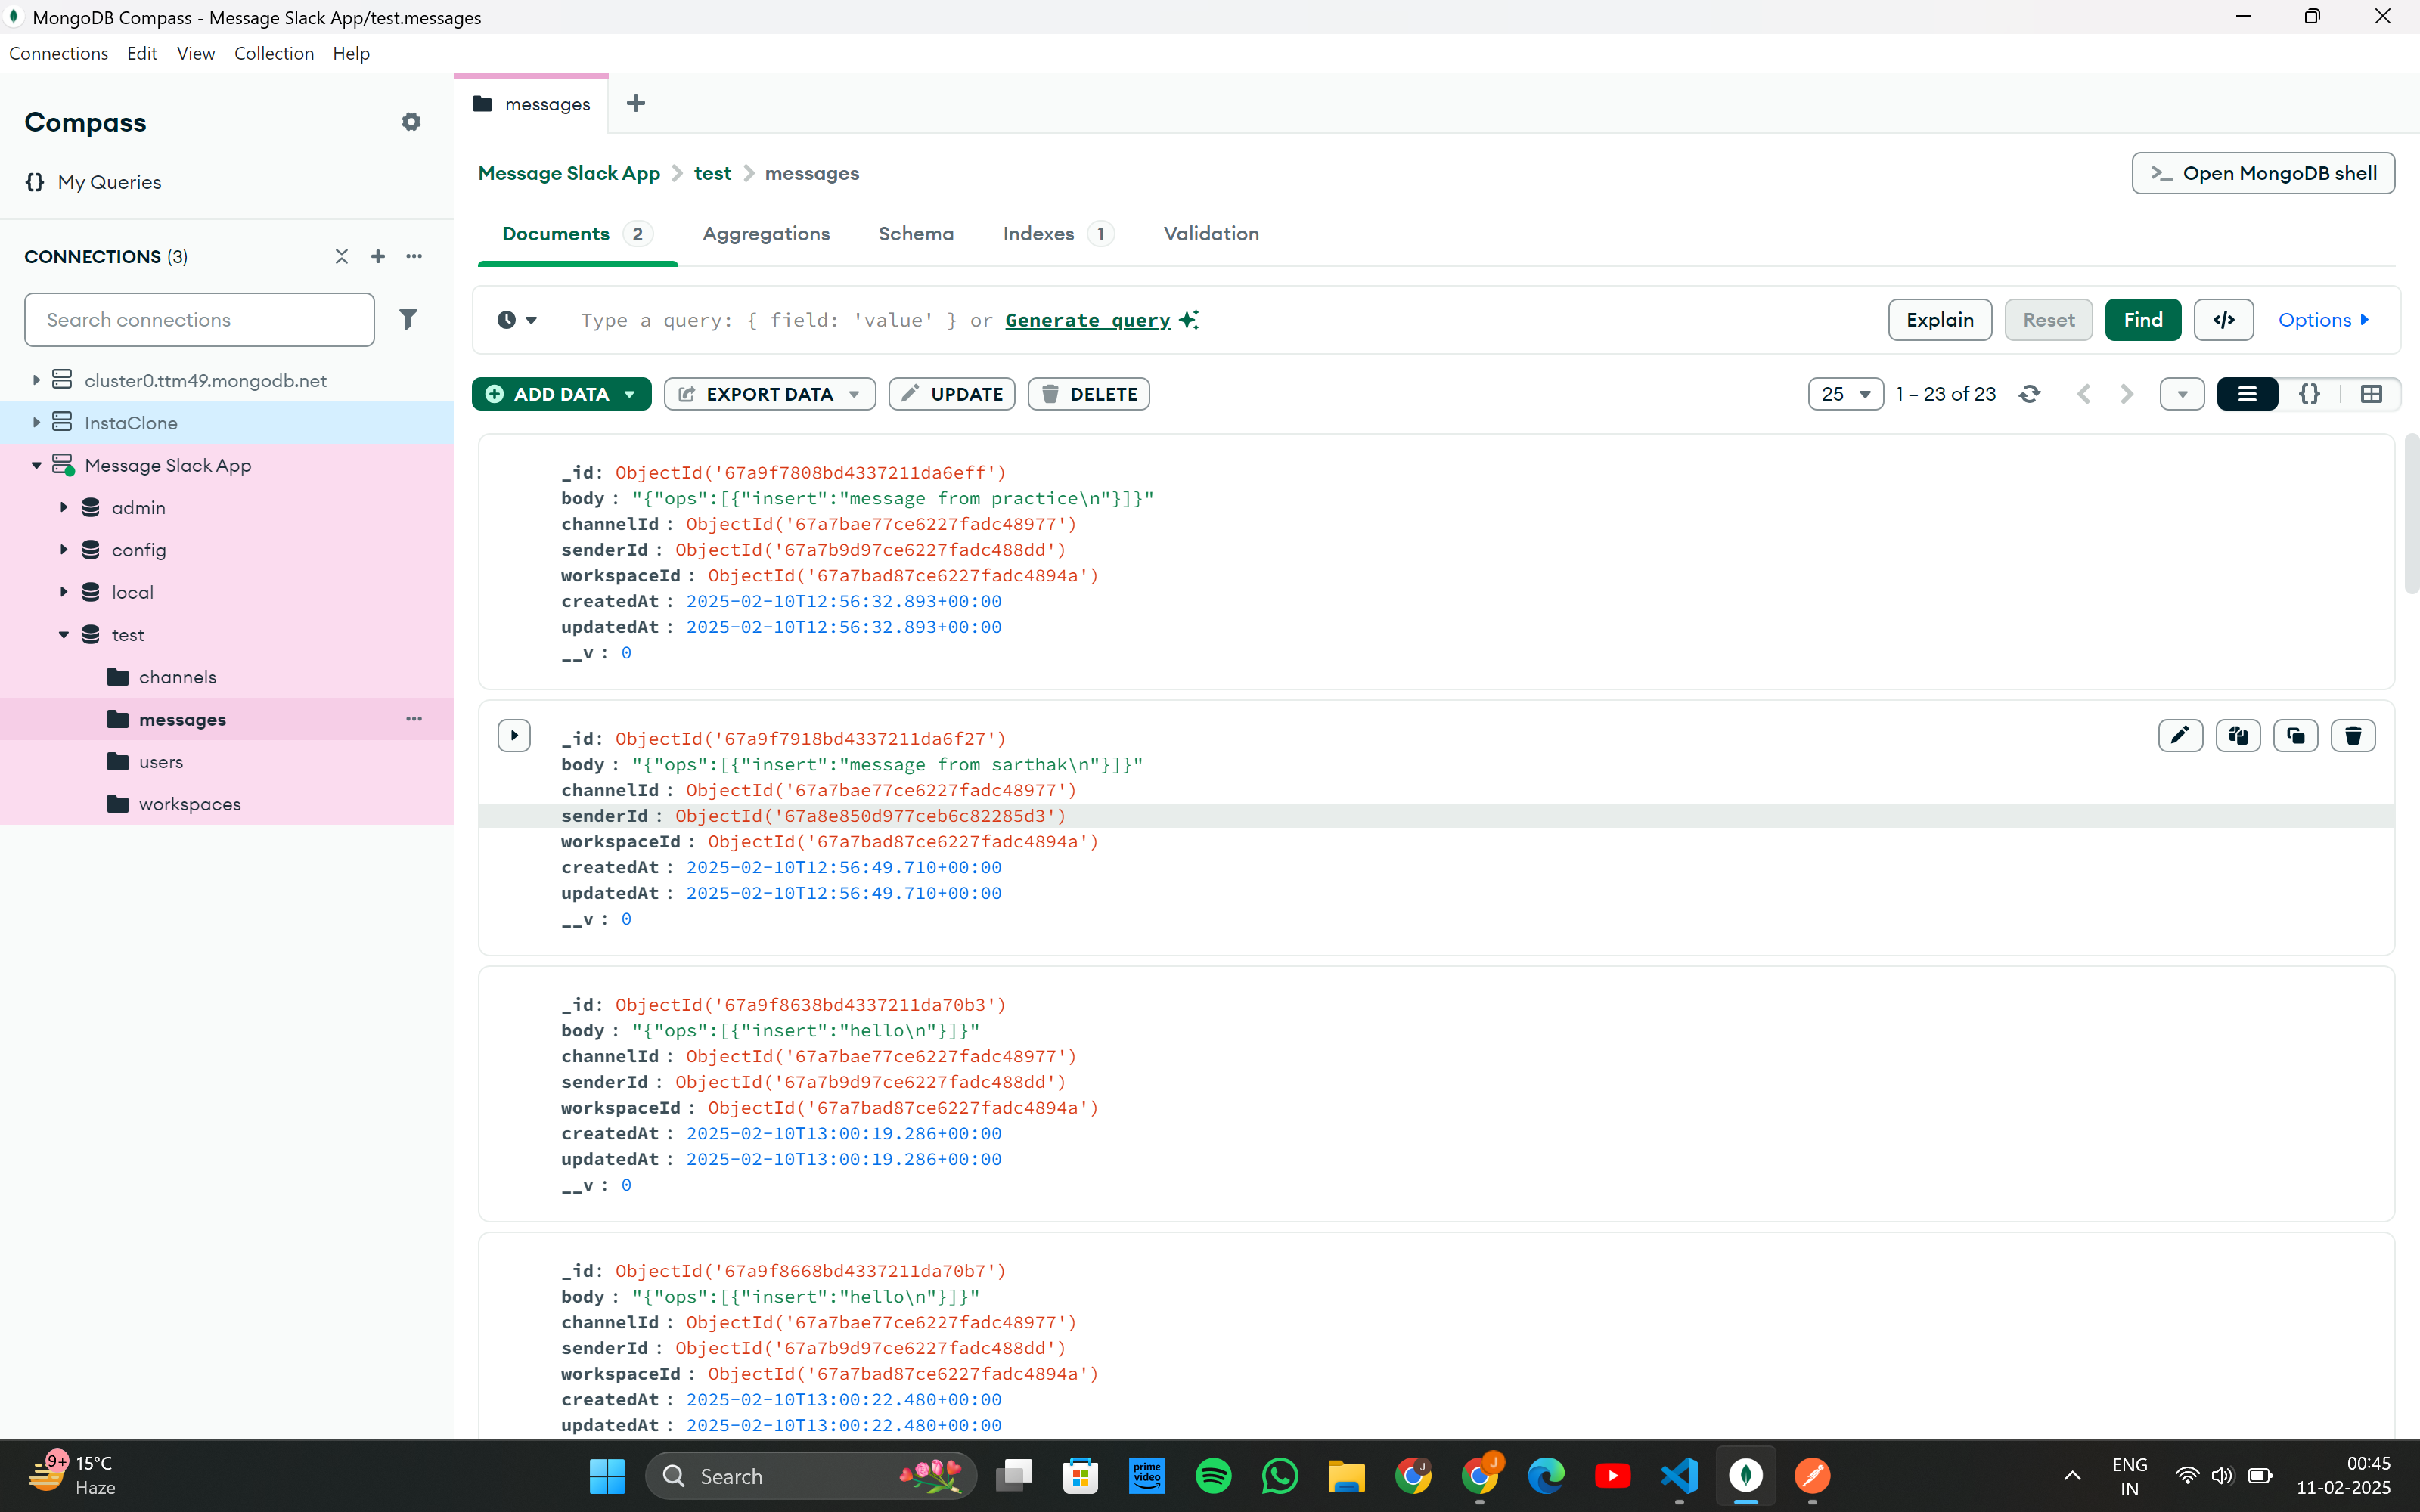 MongoDB Compass - Message Slack App/test.messages
Connections Edit View Collection Help
Compass
{} My Queries
CONNECTIONS (3)
Search connections
cluster0.ttm49.mongodb.net
InstaClone
Message Slack App
admin
config
local
test
channels
messages
users
workspaces
messages
Message Slack App > test > messages
>_ Open MongoDB shell
Documents 2 Aggregations Schema Indexes 1 Validation
Type a query: { field: 'value' } or Generate query
Explain Reset Find </> Options
ADD DATA EXPORT DATA UPDATE DELETE
25 1 – 23 of 23 {}
_id: ObjectId('67a9f7808bd4337211da6eff')
body : "{"ops":[{"insert":"message from practice\n"}]}"
channelId : ObjectId('67a7bae77ce6227fadc48977')
senderId : ObjectId('67a7b9d97ce6227fadc488dd')
workspaceId : ObjectId('67a7bad87ce6227fadc4894a')
createdAt : 2025-02-10T12:56:32.893+00:00
updatedAt : 2025-02-10T12:56:32.893+00:00
__v : 0
_id: ObjectId('67a9f7918bd4337211da6f27')
body : "{"ops":[{"insert":"message from sarthak\n"}]}"
channelId : ObjectId('67a7bae77ce6227fadc48977')
senderId : ObjectId('67a8e850d977ceb6c82285d3')
workspaceId : ObjectId('67a7bad87ce6227fadc4894a')
createdAt : 2025-02-10T12:56:49.710+00:00
updatedAt : 2025-02-10T12:56:49.710+00:00
__v : 0
_id: ObjectId('67a9f8638bd4337211da70b3')
body : "{"ops":[{"insert":"hello\n"}]}"
channelId : ObjectId('67a7bae77ce6227fadc48977')
senderId : ObjectId('67a7b9d97ce6227fadc488dd')
workspaceId : ObjectId('67a7bad87ce6227fadc4894a')
createdAt : 2025-02-10T13:00:19.286+00:00
updatedAt : 2025-02-10T13:00:19.286+00:00
__v : 0
_id: ObjectId('67a9f8668bd4337211da70b7')
body : "{"ops":[{"insert":"hello\n"}]}"
channelId : ObjectId('67a7bae77ce6227fadc48977')
senderId : ObjectId('67a7b9d97ce6227fadc488dd')
workspaceId : ObjectId('67a7bad87ce6227fadc4894a')
createdAt : 2025-02-10T13:00:22.480+00:00
updatedAt : 2025-02-10T13:00:22.480+00:00
9+ 15°C
Haze
Search
prime video
J
J
ENG
IN
00:45
11-02-2025